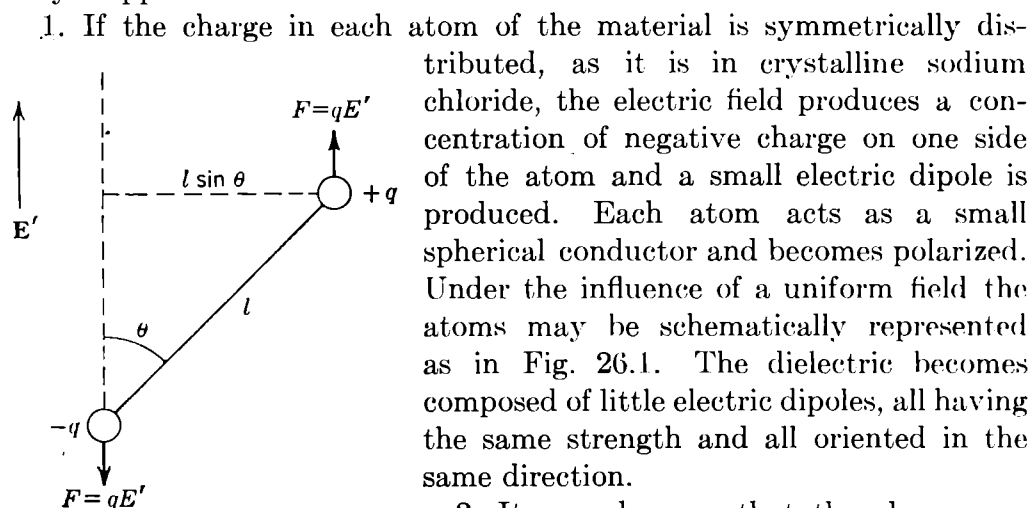 1. If the charge in each atom of the material is symmetrically dis-
tributed, as it is in crystalline sodium
chloride, the electric field produces a con-
centration of negative charge on one side
of the atom and a small electric dipole is
produced. Each atom acts as a small
spherical conductor and becomes polarized.
Under the influence of a uniform field the
atoms may be schematically represented
as in Fig. 26.1. The dielectric becomes
composed of little electric dipoles, all having
the same strength and all oriented in the
same direction.
F=qE′
l sin θ
+q
E′
l
θ
−q
F=qE′